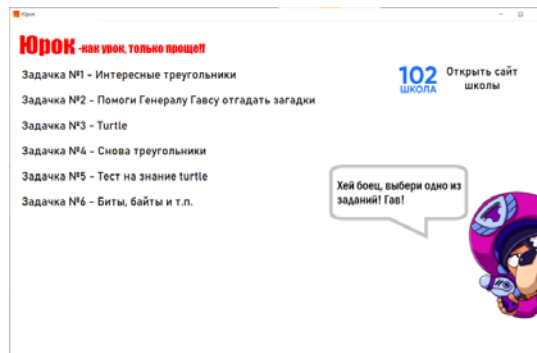 Юрок
Юрок -как урок, только проще!!
Задачка №1 - Интересные треугольники
Задачка №2 - Помоги Генералу Гавсу отгадать загадки
Задачка №3 - Turtle
Задачка №4 - Снова треугольники
Задачка №5 - Тест на знание turtle
Задачка №6 - Биты, байты и т.п.
102
ШКОЛА
Открыть сайт
школы
Хей боец, выбери одно из
заданий! Гав!